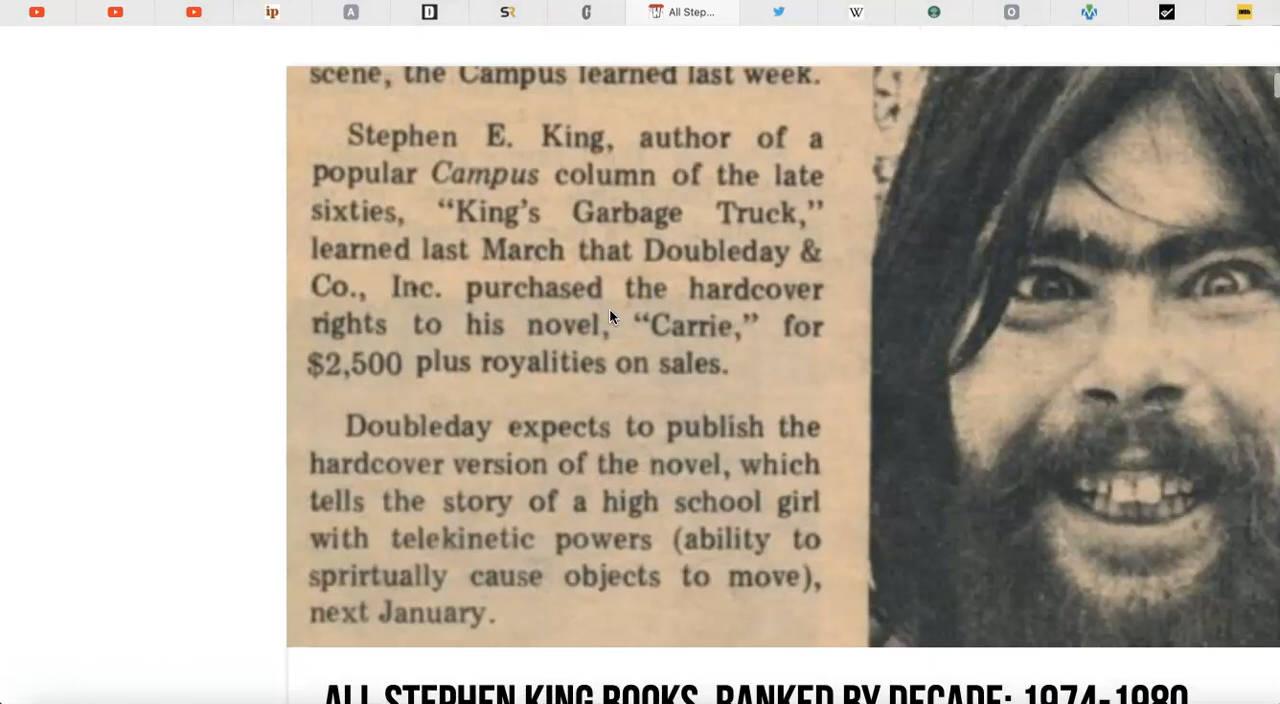 ip
A
D
SR
All Step...
W
O
scene, the Campus learned last week.
Stephen E. King, author of a
popular Campus column of the late
sixties, “King’s Garbage Truck,”
learned last March that Doubleday &
Co., Inc. purchased the hardcover
rights to his novel, “Carrie,” for
$2,500 plus royalities on sales.
Doubleday expects to publish the
hardcover version of the novel, which
tells the story of a high school girl
with telekinetic powers (ability to
sprirtually cause objects to move),
next January.
ALL STEPHEN KING BOOKS, RANKED BY DECADE: 1974-1980